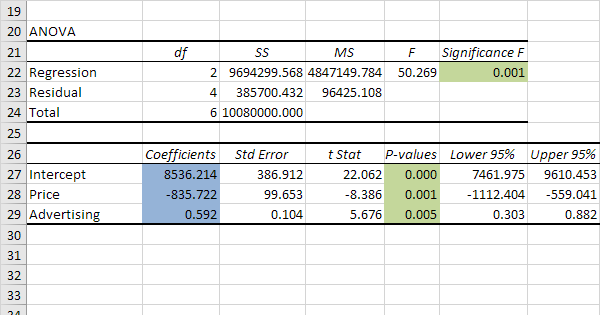 19
20 ANOVA
21 df SS MS F Significance F
22 Regression 2 9694299.568 4847149.784 50.269 0.001
23 Residual 4 385700.432 96425.108
24 Total 6 10080000.000
25
26 Coefficients Std Error t Stat P-values Lower 95% Upper 95%
27 Intercept 8536.214 386.912 22.062 0.000 7461.975 9610.453
28 Price -835.722 99.653 -8.386 0.001 -1112.404 -559.041
29 Advertising 0.592 0.104 5.676 0.005 0.303 0.882
30
31
32
33